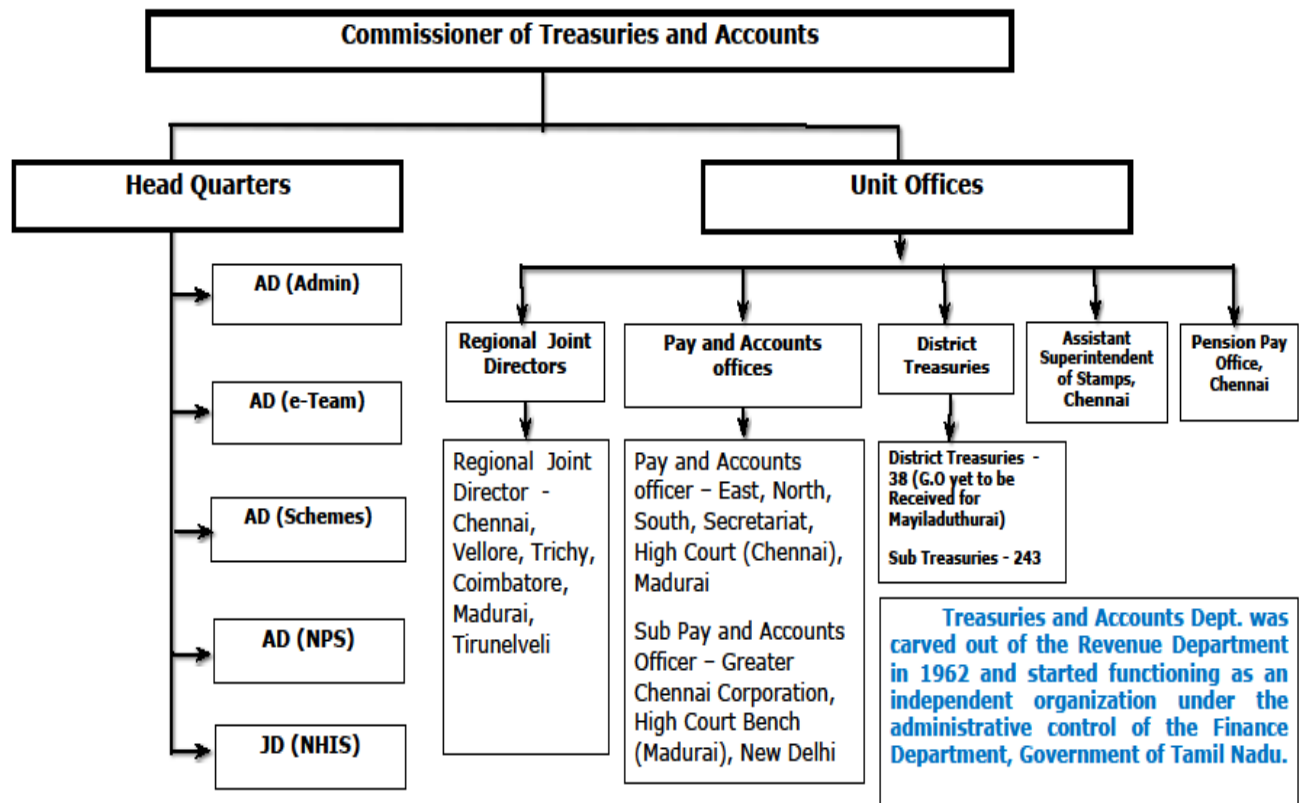 Commissioner of Treasuries and Accounts
Head Quarters
Unit Offices
AD (Admin)
AD (e-Team)
AD (Schemes)
AD (NPS)
JD (NHIS)
Regional Joint
Directors
Pay and Accounts
offices
District
Treasuries
Assistant
Superintendent
of Stamps,
Chennai
Pension Pay
Office,
Chennai
Regional Joint
Director -
Chennai,
Vellore, Trichy,
Coimbatore,
Madurai,
Tirunelveli
Pay and Accounts
officer – East, North,
South, Secretariat,
High Court (Chennai),
Madurai
Sub Pay and Accounts
Officer – Greater
Chennai Corporation,
High Court Bench
(Madurai), New Delhi
District Treasuries -
38 (G.O yet to be
Received for
Mayiladuthurai)
Sub Treasuries - 243
Treasuries and Accounts Dept. was
carved out of the Revenue Department
in 1962 and started functioning as an
independent organization under the
administrative control of the Finance
Department, Government of Tamil Nadu.